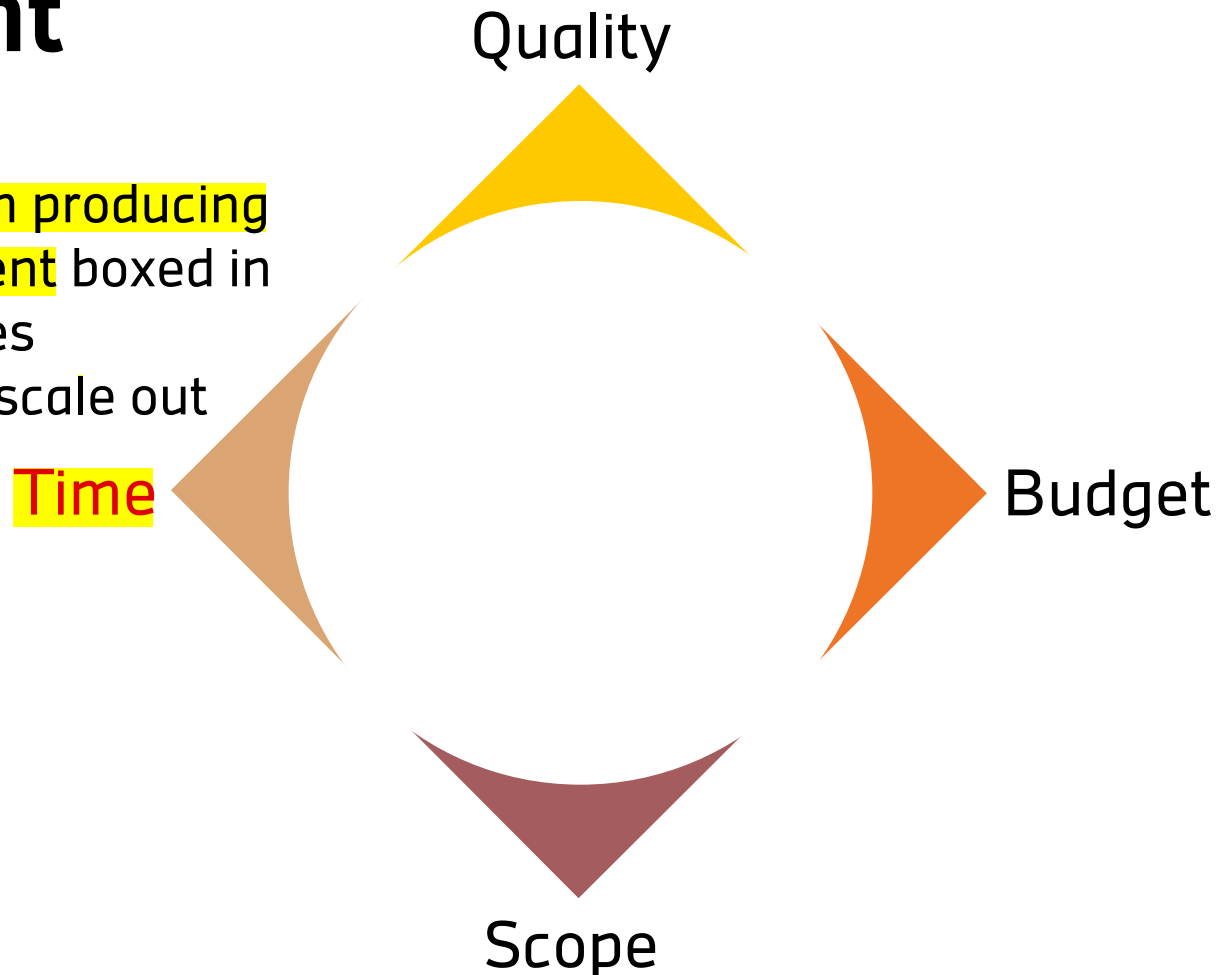 nt
Quality
n producing
ent boxed in
es
scale out
Time
Budget
Scope